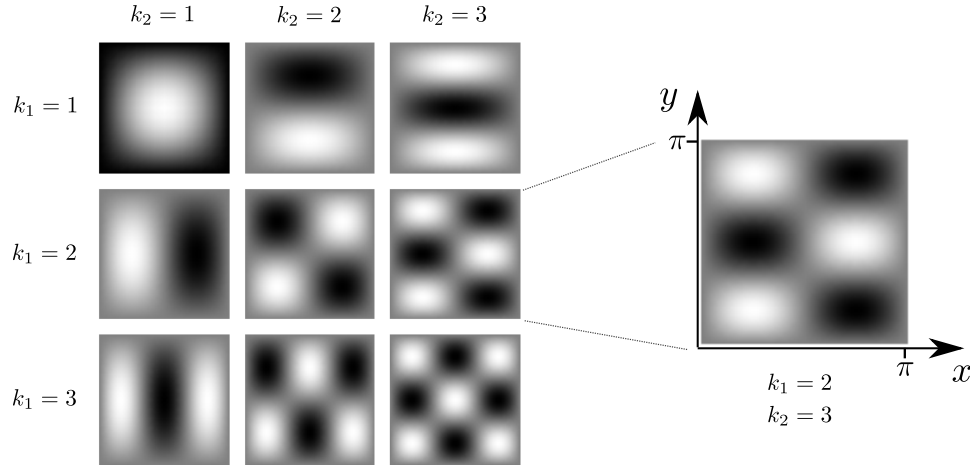 k₂ = 1 k₂ = 2 k₂ = 3
k₁ = 1
k₁ = 2
k₁ = 3
y
π
π
x
k₁ = 2
k₂ = 3